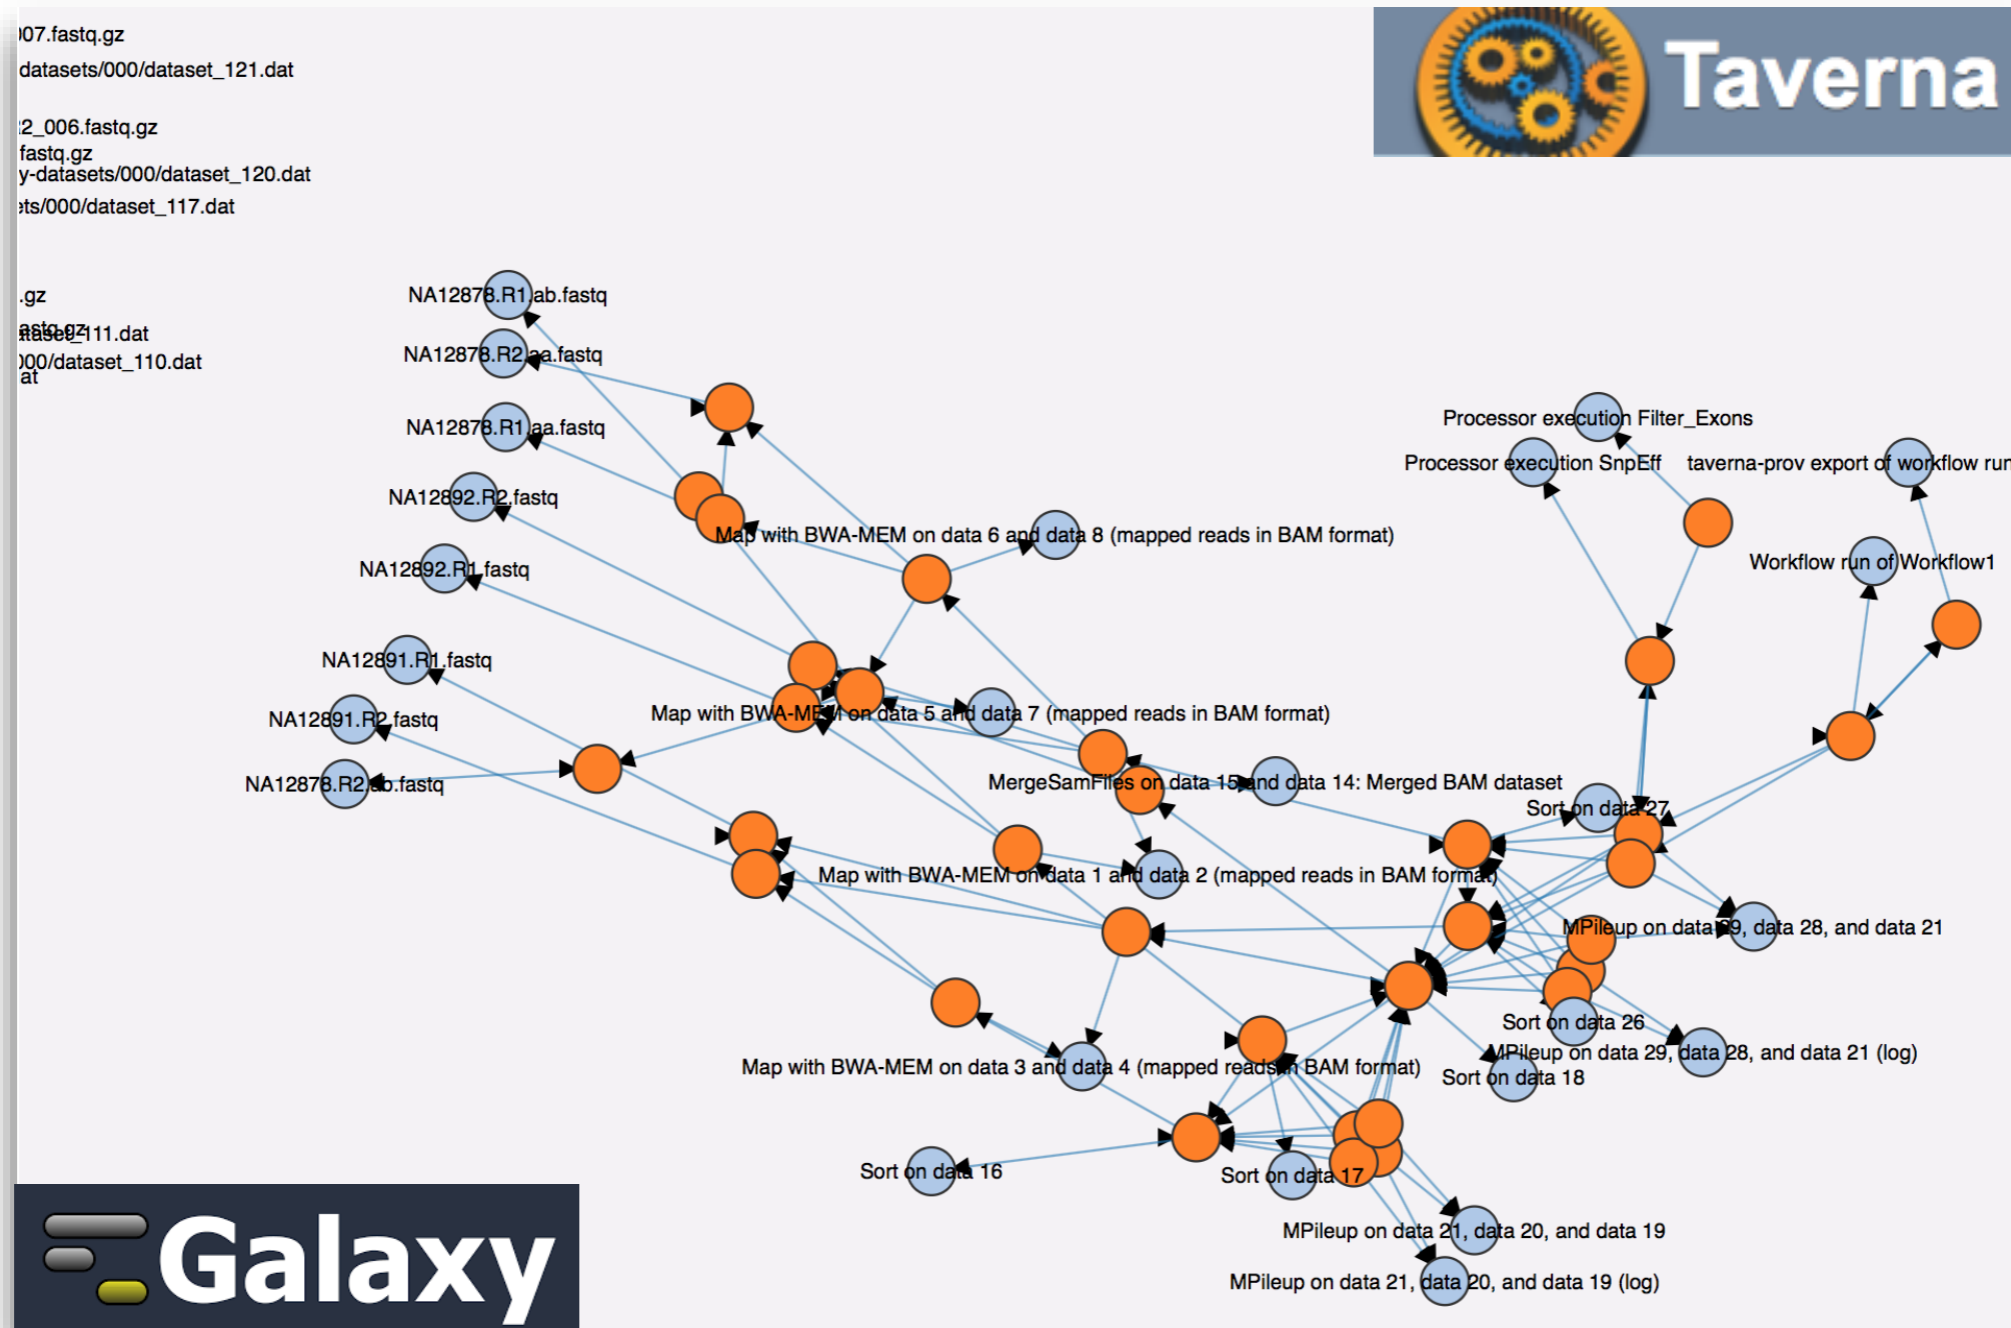 007.fastq.gz
datasets/000/dataset_121.dat
R2_006.fastq.gz
fastq.gz
y-datasets/000/dataset_120.dat
ets/000/dataset_117.dat
.gz
astq.gz
ataset_111.dat
000/dataset_110.dat
at
Taverna
NA12878.R1.ab.fastq
NA12878.R2.aa.fastq
NA12878.R1.aa.fastq
NA12892.R2.fastq
NA12892.R1.fastq
NA12891.R1.fastq
NA12891.R2.fastq
NA12878.R2.ab.fastq
Processor execution Filter_Exons
Processor execution SnpEff
taverna-prov export of workflow run
Workflow run of Workflow1
Map with BWA-MEM on data 6 and data 8 (mapped reads in BAM format)
Map with BWA-MEM on data 5 and data 7 (mapped reads in BAM format)
MergeSamFiles on data 15 and data 14: Merged BAM dataset
Sort on data 27
Map with BWA-MEM on data 1 and data 2 (mapped reads in BAM format)
MPileup on data 29, data 28, and data 21
Sort on data 26
MPileup on data 29, data 28, and data 21 (log)
Map with BWA-MEM on data 3 and data 4 (mapped reads in BAM format)
Sort on data 18
Sort on data 16
Sort on data 17
MPileup on data 21, data 20, and data 19
MPileup on data 21, data 20, and data 19 (log)
Galaxy